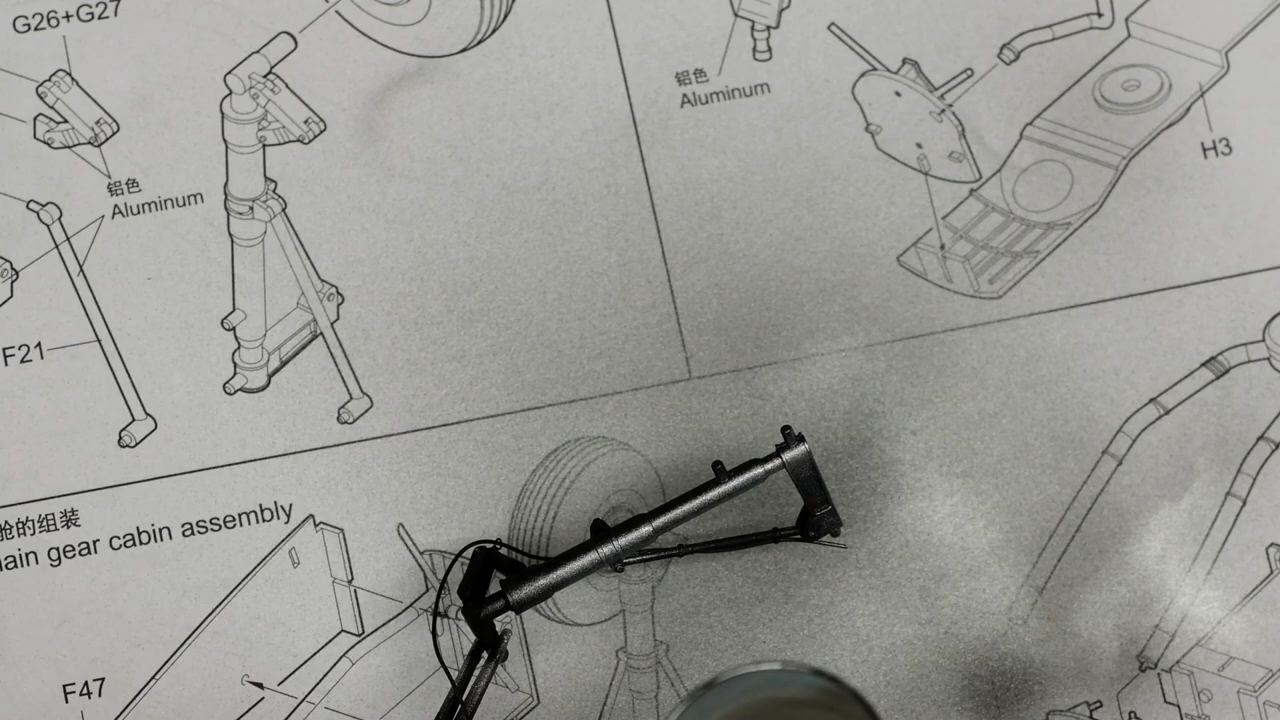 G26+G27
铝色
Aluminum
F21
铝色
Aluminum
H3
舱的组装
ain gear cabin assembly
F47